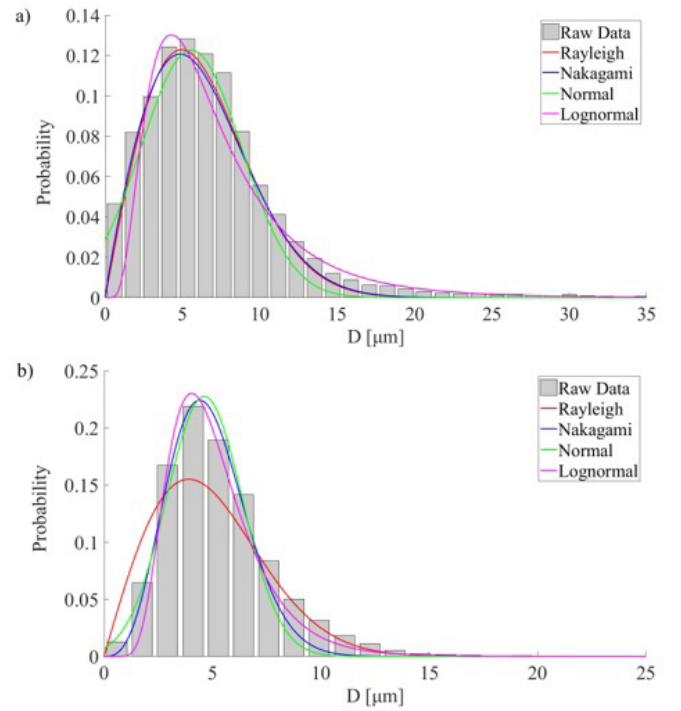 a)
0.14
0.12
0.1
0.08
0.06
0.04
0.02
0
Probability
Raw Data
Rayleigh
Nakagami
Normal
Lognormal
0 5 10 15 20 25 30 35
D [μm]
b)
0.25
0.2
0.15
0.1
0.05
0
Probability
Raw Data
Rayleigh
Nakagami
Normal
Lognormal
0 5 10 15 20 25
D [μm]